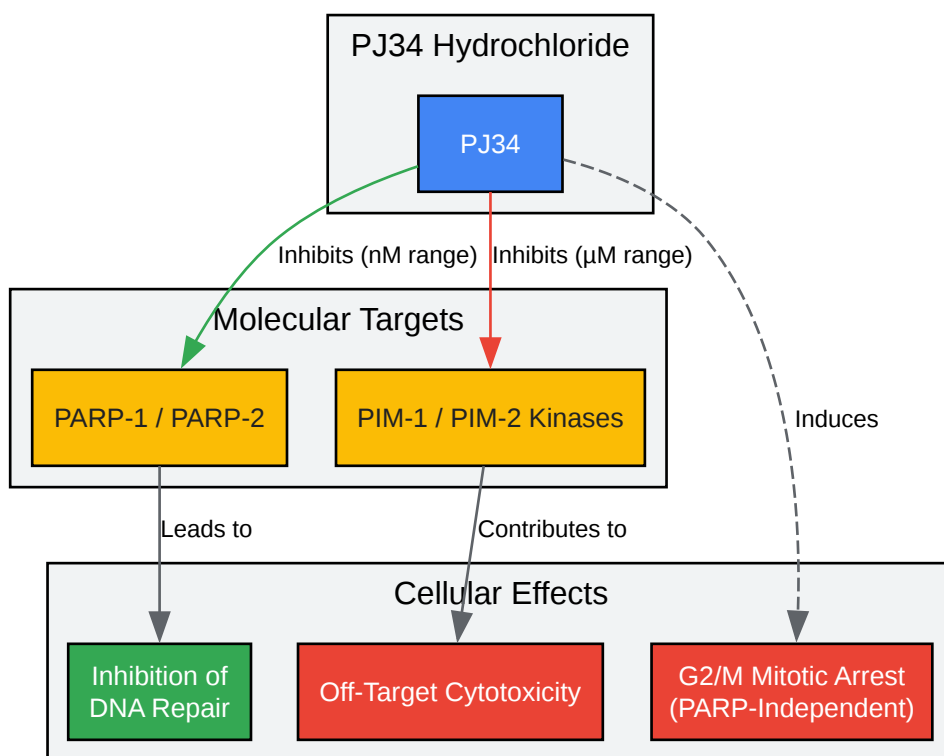 PJ34 Hydrochloride
PJ34
Inhibits (nM range)
Inhibits (µM range)
Molecular Targets
PARP-1 / PARP-2
PIM-1 / PIM-2 Kinases
Induces
Leads to
Contributes to
Cellular Effects
Inhibition of
DNA Repair
Off-Target Cytotoxicity
G2/M Mitotic Arrest
(PARP-Independent)